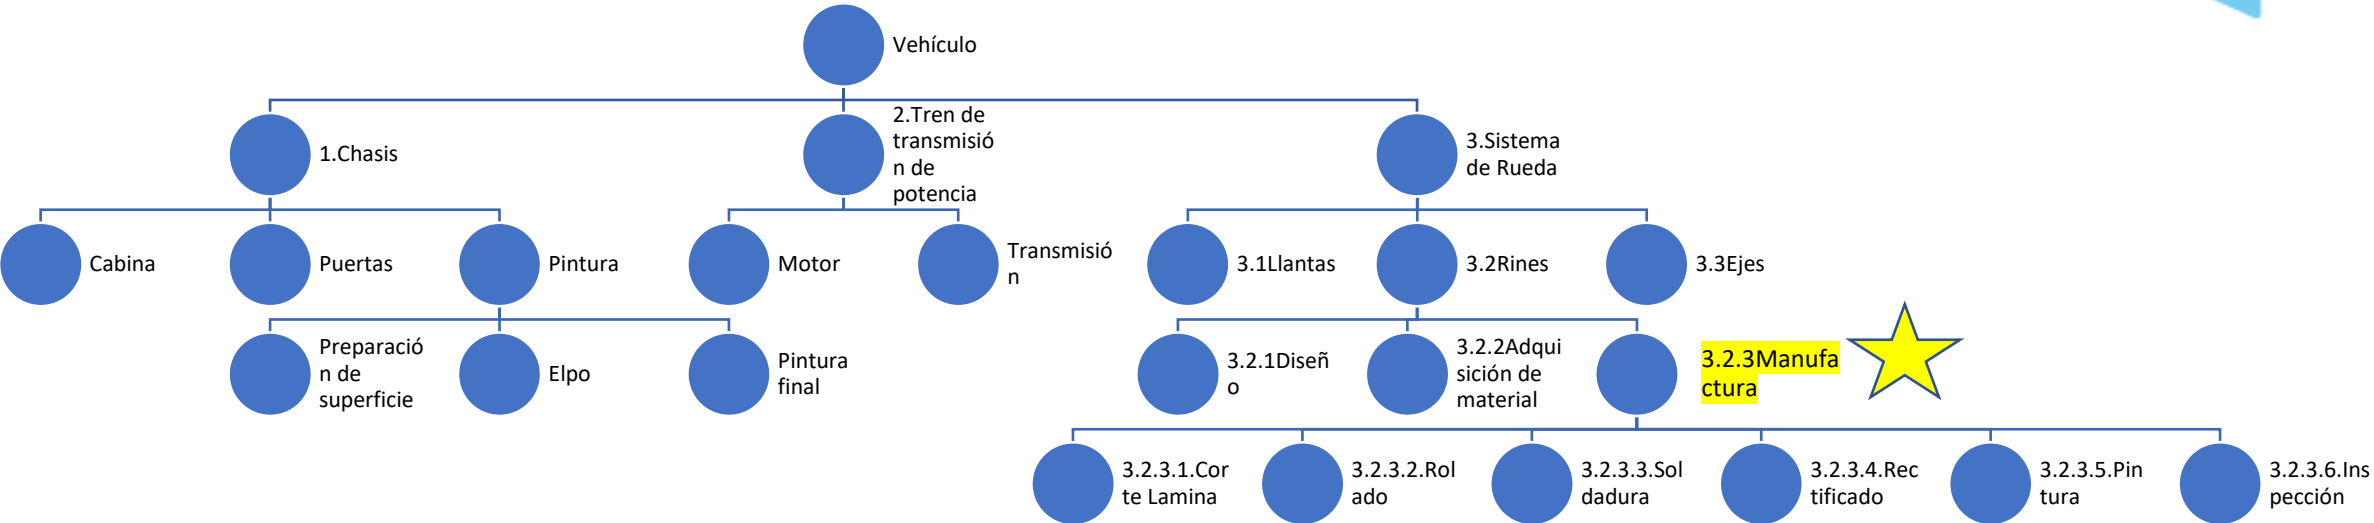 Vehículo
1.Chasis
2.Tren de
transmisió
n de
potencia
3.Sistema
de Rueda
Cabina
Puertas
Pintura
Motor
Transmisió
n
3.1Llantas
3.2Rines
3.3Ejes
Preparació
n de
superficie
Elpo
Pintura
final
3.2.1Diseñ
o
3.2.2Adqui
sición de
material
3.2.3Manufa
ctura
3.2.3.1.Cor
te Lamina
3.2.3.2.Rol
ado
3.2.3.3.Sol
dadura
3.2.3.4.Rec
tificado
3.2.3.5.Pin
tura
3.2.3.6.Ins
pección